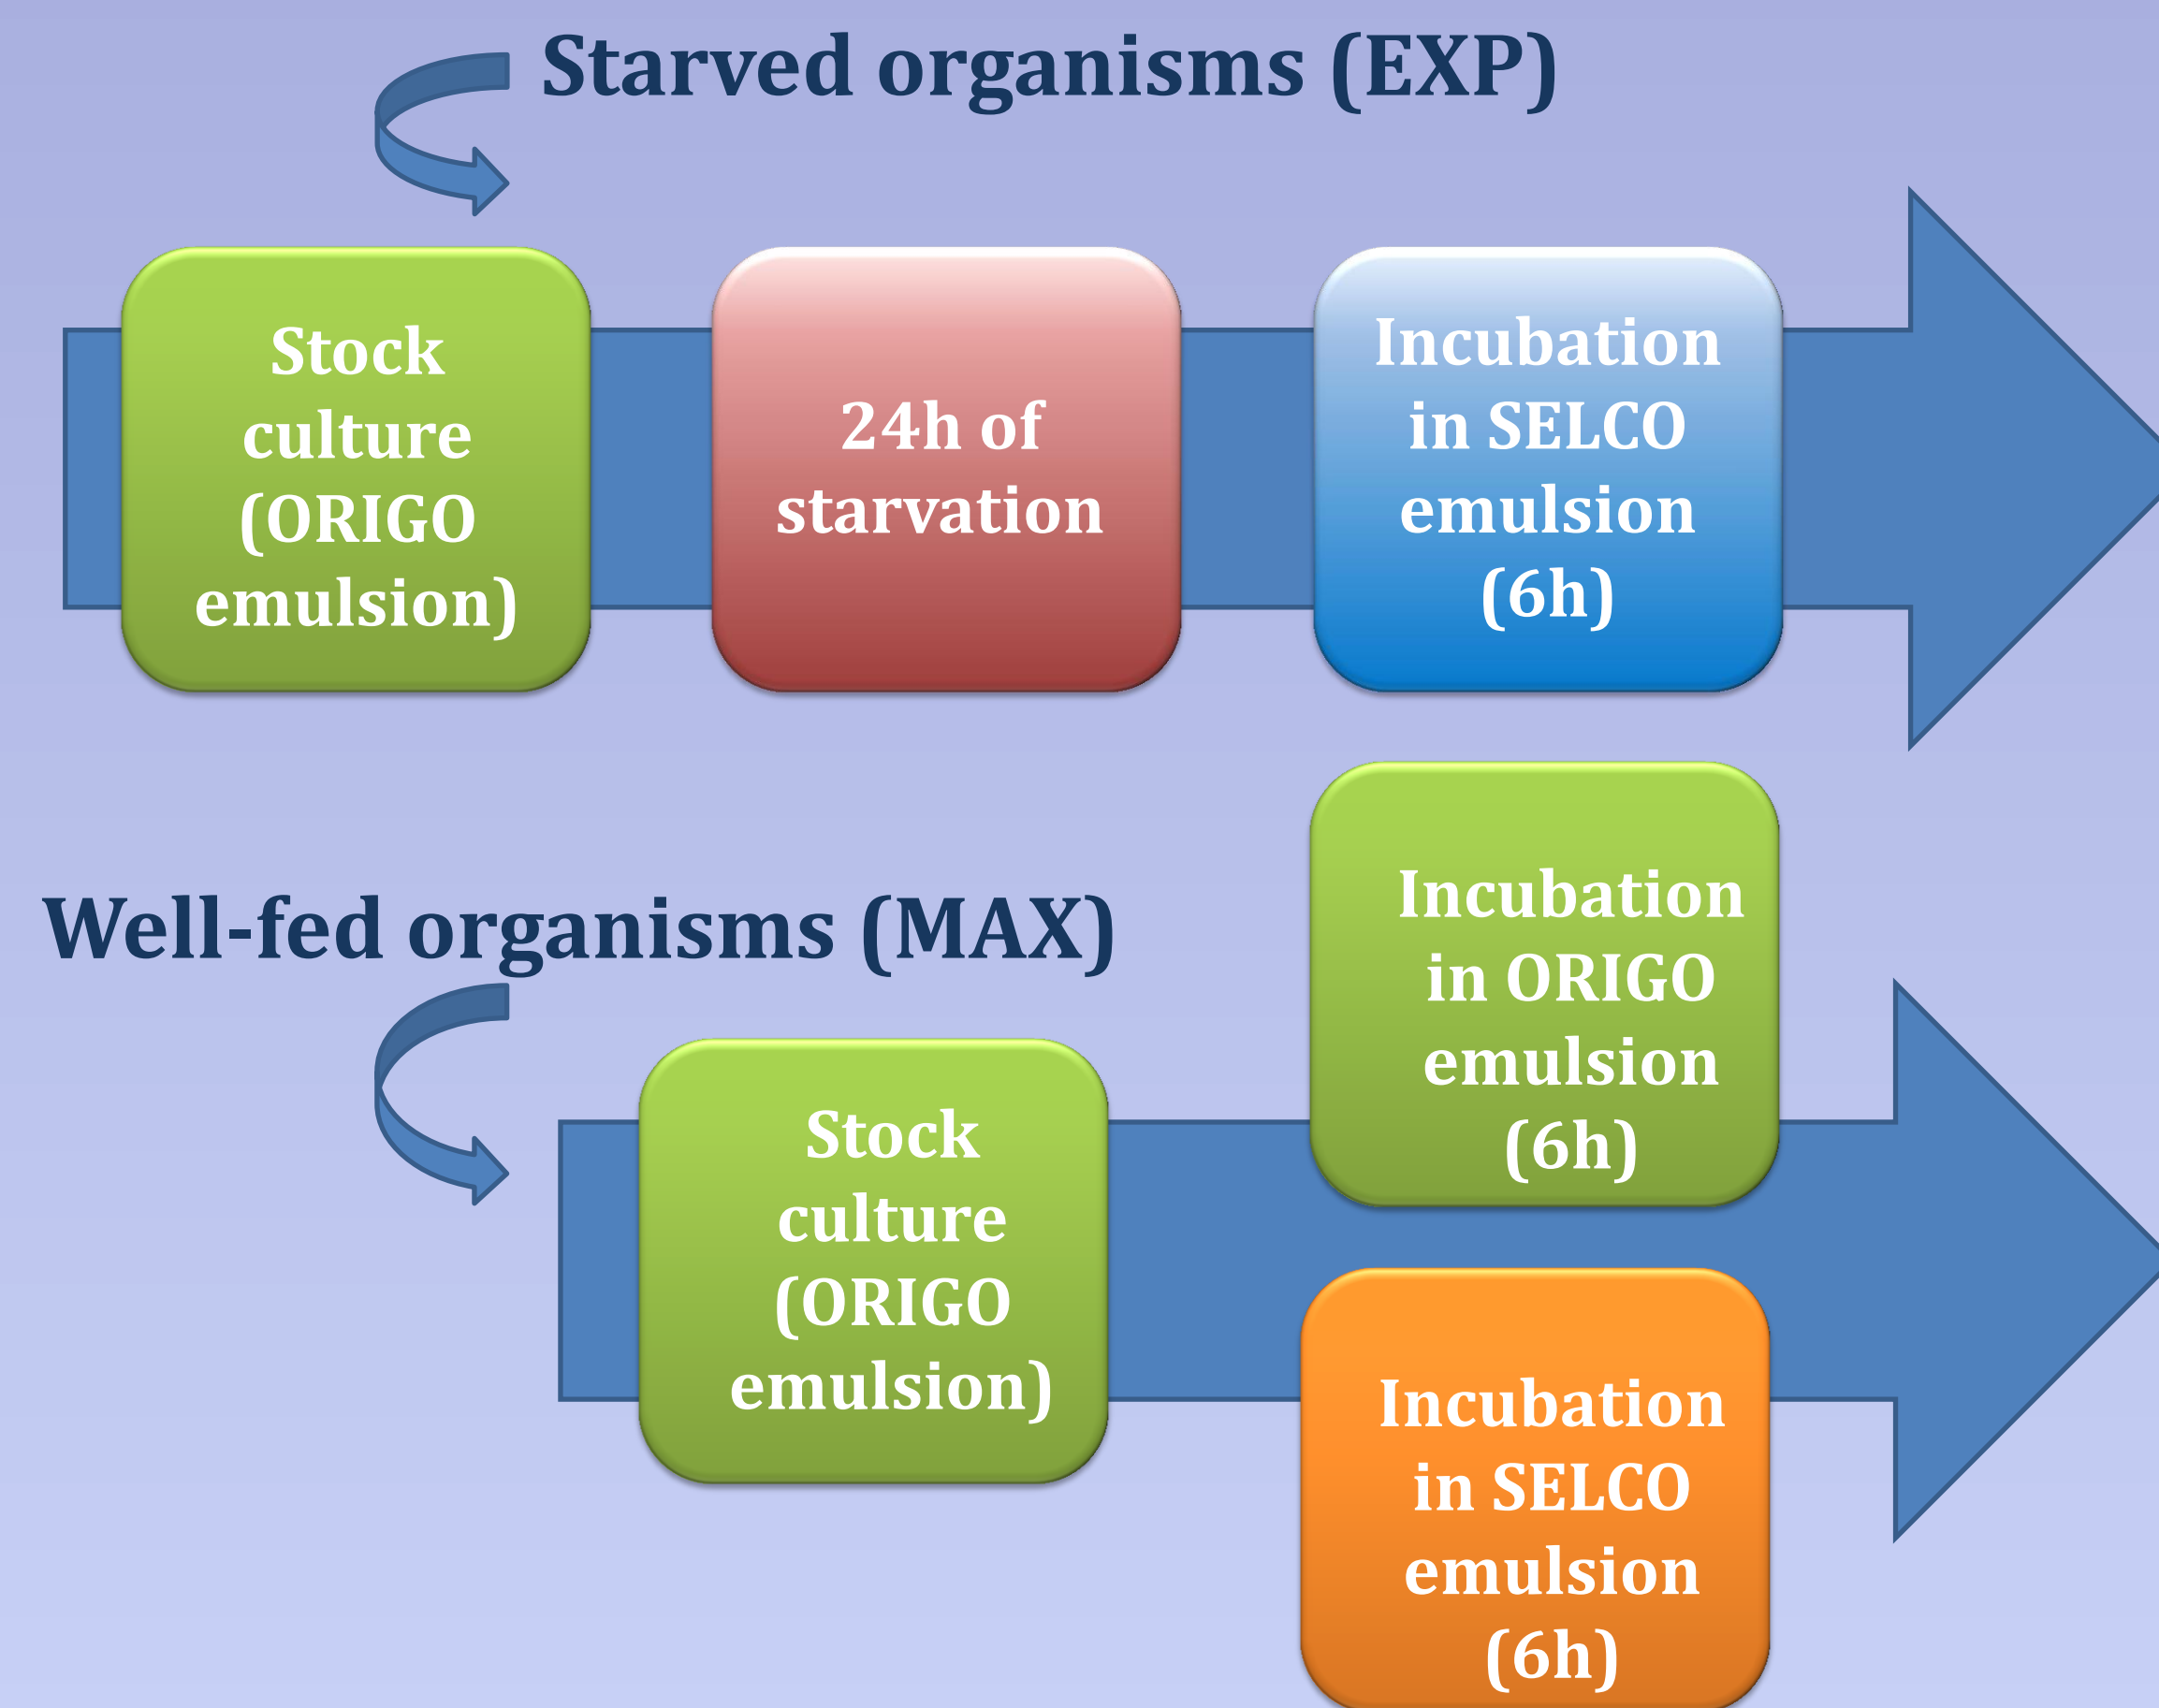 Starved organisms (EXP)
Stock
culture
(ORIGO
emulsion)
24h of
starvation
Incubation
in SELCO
emulsion
(6h)
Well-fed organisms (MAX)
Stock
culture
(ORIGO
emulsion)
Incubation
in ORIGO
emulsion
(6h)
Incubation
in SELCO
emulsion
(6h)